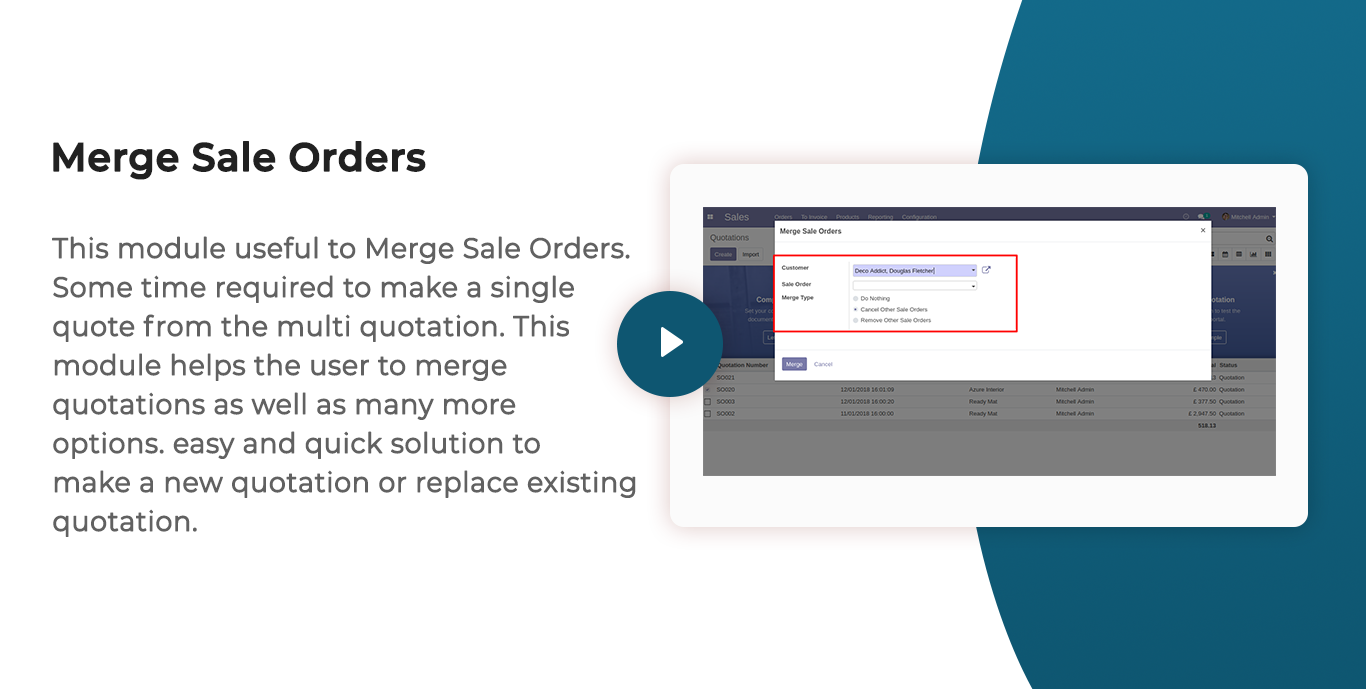 Merge Sale Orders
This module useful to Merge Sale Orders.
Some time required to make a single
quote from the multi quotation. This
module helps the user to merge
quotations as well as many more
options. easy and quick solution to
make a new quotation or replace existing
quotation.
Sales Orders To Invoice Products Reporting Configuration Mitchell Admin
Quotations
Create Import
Merge Sale Orders ×
Customer Deco Addict, Douglas Fletcher
Sale Order
Merge Type Do Nothing
Cancel Other Sale Orders
Remove Other Sale Orders
Merge Cancel
Quotation Number Status
SO021 Quotation
SO020 12/01/2018 16:01:09 Azure Interior Mitchell Admin £ 470.00 Quotation
SO003 12/01/2018 16:00:20 Ready Mat Mitchell Admin £ 377.50 Quotation
SO002 11/01/2018 16:00:00 Ready Mat Mitchell Admin £ 2,947.50 Quotation
518.13